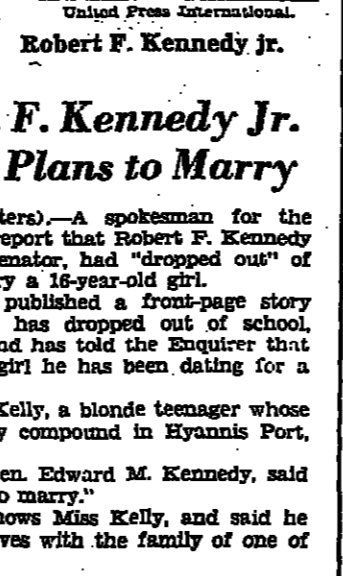 United Press International.
Robert F. Kennedy jr.
F. Kennedy Jr.
Plans to Marry
ters).—A spokesman for the
eport that Robert F. Kennedy
enator, had "dropped out" of
ry a 16-year-old girl.
published a front-page story
has dropped out of school,
nd has told the Enquirer that
girl he has been dating for a
Kelly, a blonde teenager whose
y compound in Hyannis Port,
en. Edward M. Kennedy, said
o marry."
nows Miss Kelly, and said he
ves with the family of one of